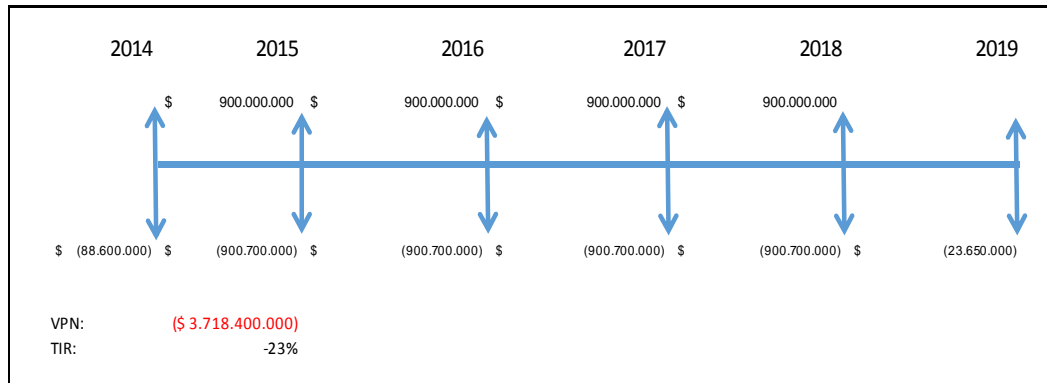 2014 2015 2016 2017 2018 2019
$ 900.000.000 $ 900.000.000 $ 900.000.000 $ 900.000.000
$ (88.600.000) $ (900.700.000) $ (900.700.000) $ (900.700.000) $ (900.700.000) $ (23.650.000)
VPN: ($ 3.718.400.000)
TIR: -23%